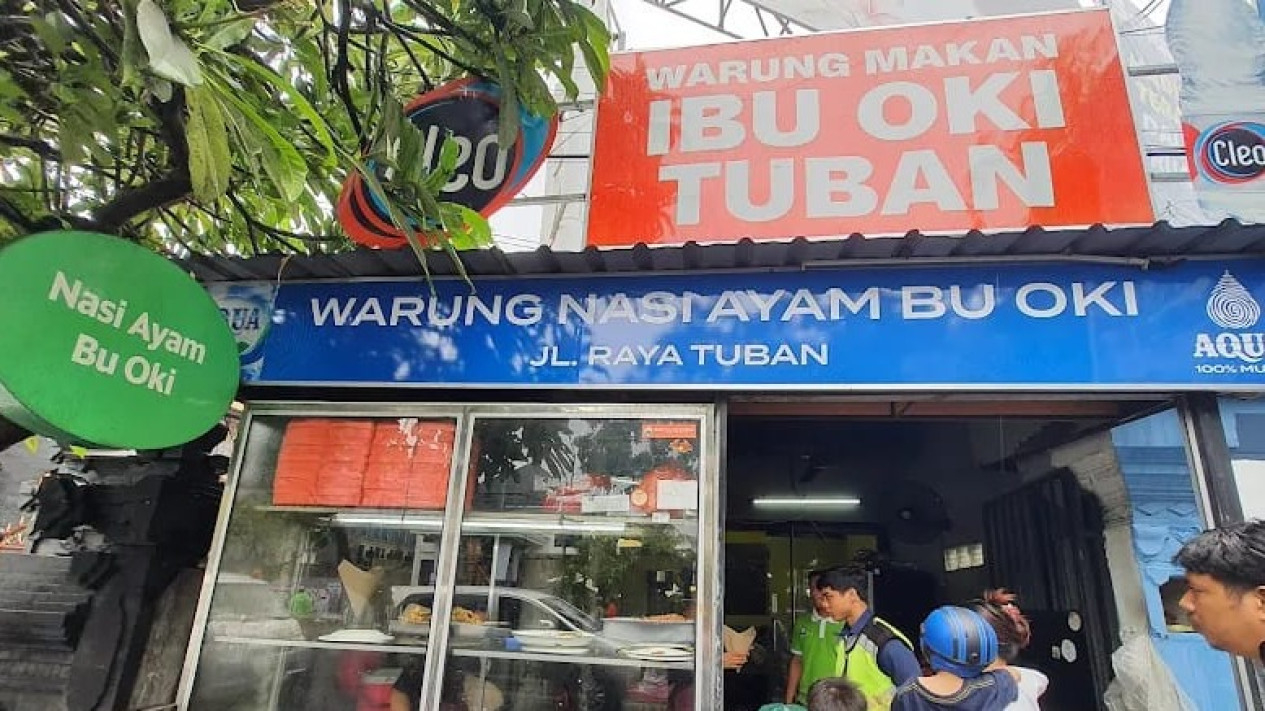 Cleo
WARUNG MAKAN
IBU OKI
TUBAN
Cleo
Nasi Ayam
Bu Oki
WARUNG NASI AYAM BU OKI
JL. RAYA TUBAN
AQU
100% MU